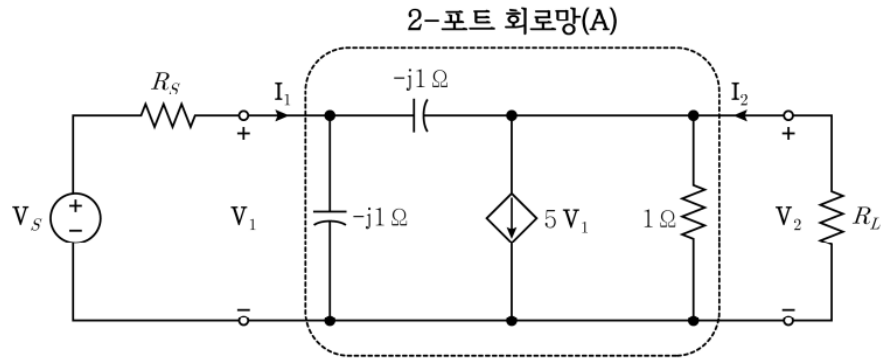 2-포트 회로망(A)
R_S
I₁
-j1 Ω
I₂
+
+
+
−
V_S
V₁
-j1 Ω
5 V₁
1 Ω
V₂
R_L
−
−